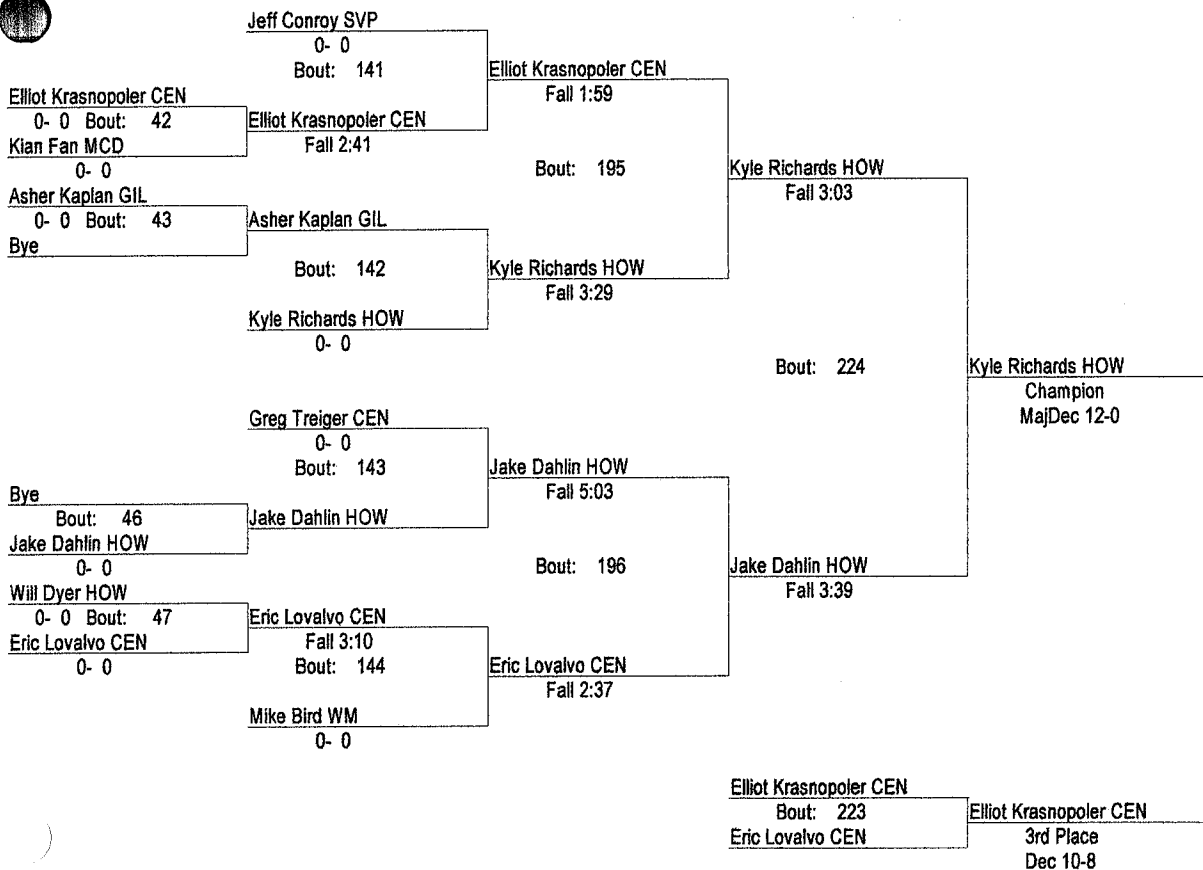 Jeff Conroy SVP
0- 0
Bout: 141
Elliot Krasnopoler CEN
Fall 1:59
Elliot Krasnopoler CEN
0- 0 Bout: 42
Elliot Krasnopoler CEN
Fall 2:41
Kian Fan MCD
0- 0
Bout: 195
Kyle Richards HOW
Fall 3:03
Asher Kaplan GIL
0- 0 Bout: 43
Asher Kaplan GIL
Bye
Bout: 142
Kyle Richards HOW
Fall 3:29
Kyle Richards HOW
0- 0
Bout: 224
Kyle Richards HOW
Champion
MajDec 12-0
Greg Treiger CEN
0- 0
Bout: 143
Jake Dahlin HOW
Fall 5:03
Bye
Bout: 46
Jake Dahlin HOW
Jake Dahlin HOW
0- 0
Bout: 196
Jake Dahlin HOW
Fall 3:39
Will Dyer HOW
0- 0 Bout: 47
Eric Lovalvo CEN
Fall 3:10
Eric Lovalvo CEN
0- 0
Bout: 144
Eric Lovalvo CEN
Fall 2:37
Mike Bird WM
0- 0
Elliot Krasnopoler CEN
Bout: 223
Elliot Krasnopoler CEN
Eric Lovalvo CEN
3rd Place
Dec 10-8